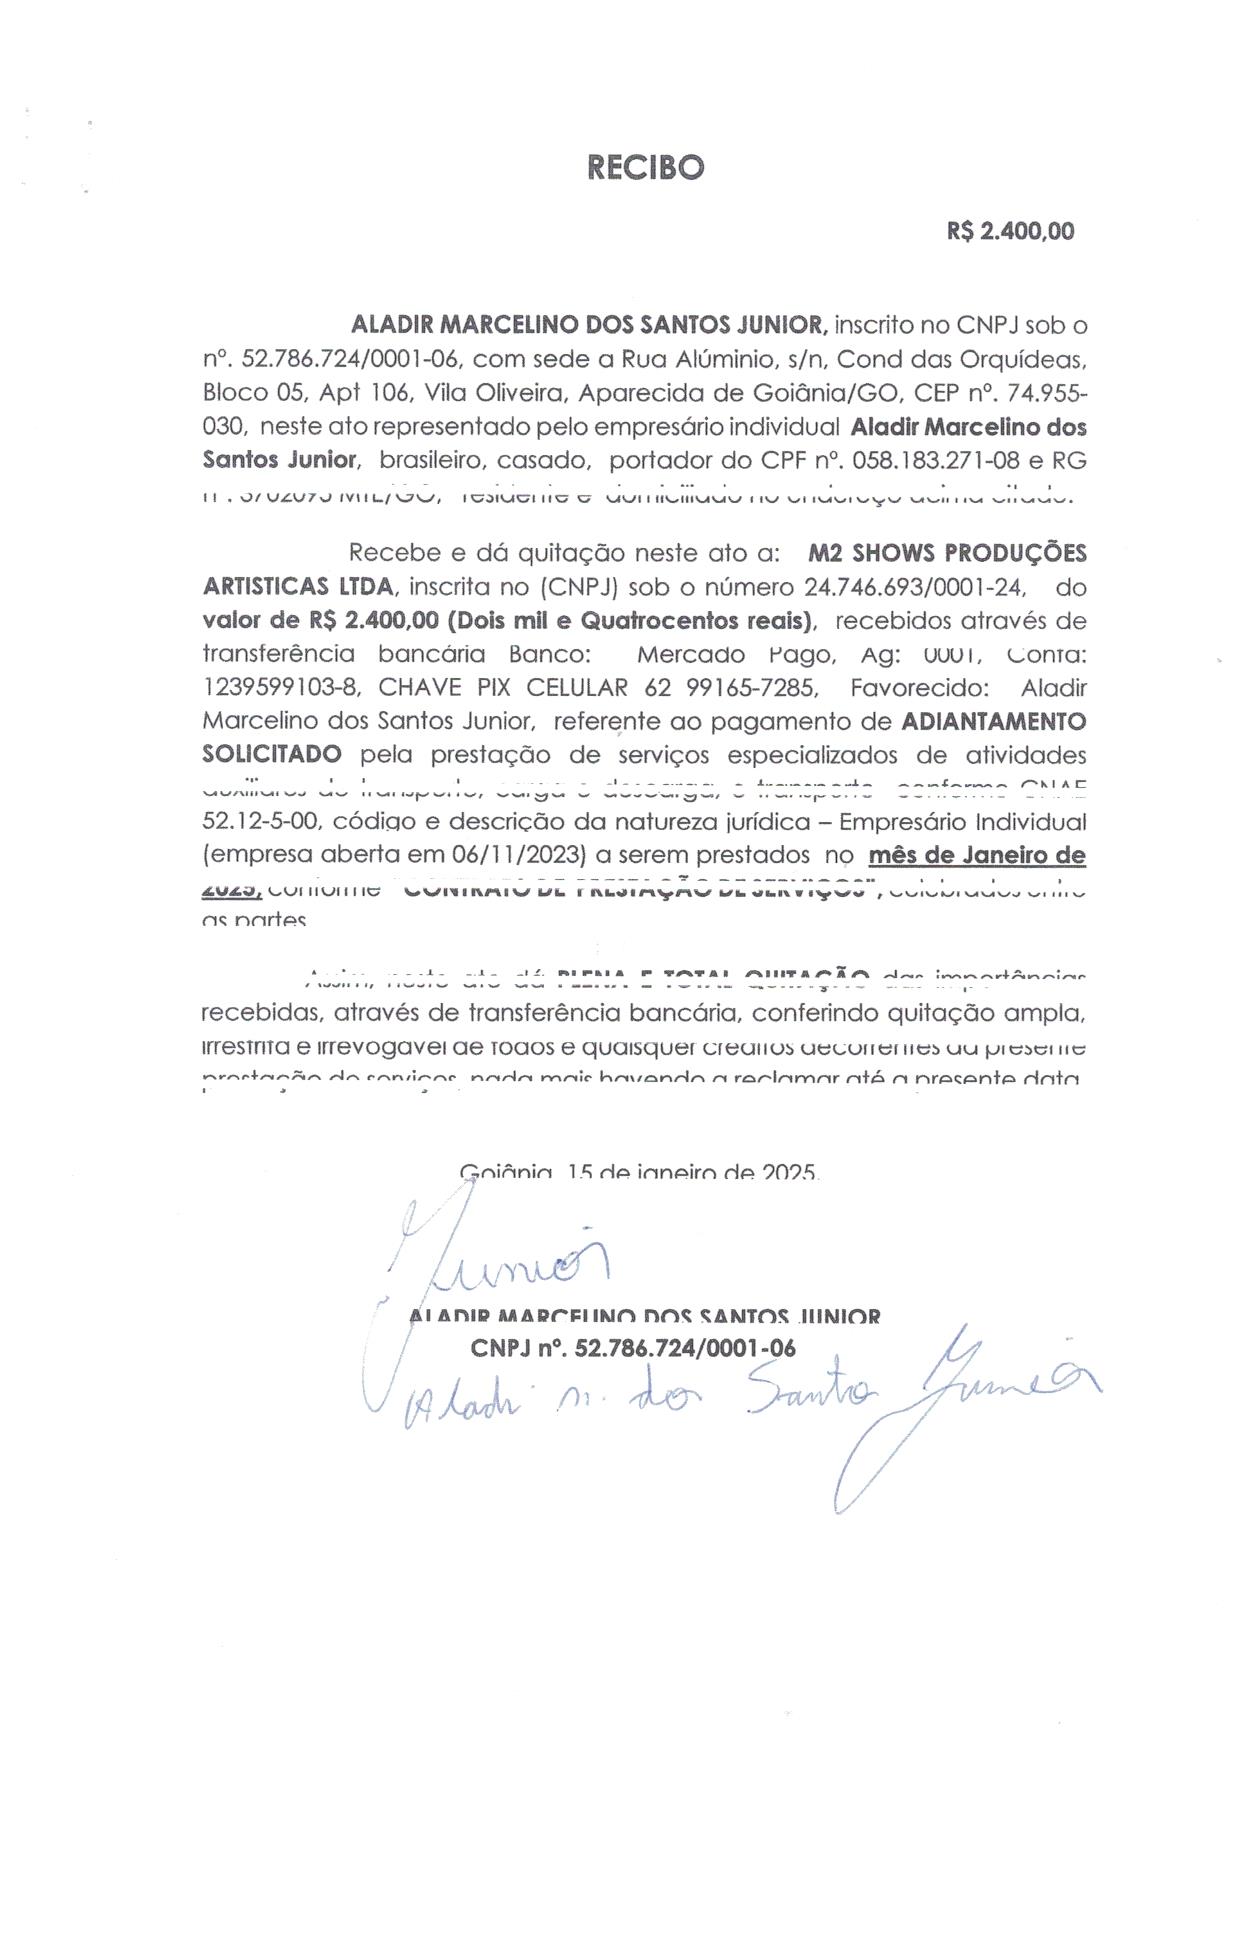 RECIBO
R$ 2.400,00
ALADIR MARCELINO DOS SANTOS JUNIOR, inscrito no CNPJ sob o
nº. 52.786.724/0001-06, com sede a Rua Alúminio, s/n, Cond das Orquídeas,
Bloco 05, Apt 106, Vila Oliveira, Aparecida de Goiânia/GO, CEP nº. 74.955-
030, neste ato representado pelo empresário individual Aladir Marcelino dos
Santos Junior, brasileiro, casado, portador do CPF nº. 058.183.271-08 e RG
residente e domiciliado no endereço acima citado.
Recebe e dá quitação neste ato a: M2 SHOWS PRODUÇÕES
ARTISTICAS LTDA, inscrita no (CNPJ) sob o número 24.746.693/0001-24, do
valor de R$ 2.400,00 (Dois mil e Quatrocentos reais), recebidos através de
transferência bancária Banco: Mercado Pago, Ag: 0001, Conta:
1239599103-8, CHAVE PIX CELULAR 62 99165-7285, Favorecido: Aladir
Marcelino dos Santos Junior, referente ao pagamento de ADIANTAMENTO
SOLICITADO pela prestação de serviços especializados de atividades
auxiliares de transporte, carga e descarga, e transporte conforme CNAE
52.12-5-00, código e descrição da natureza jurídica – Empresário Individual
(empresa aberta em 06/11/2023) a serem prestados no mês de Janeiro de
2025, conforme "CONTRATO DE PRESTAÇÃO DE SERVIÇOS", celebrados entre
as partes
Assim, neste ato dá PLENA E TOTAL QUITAÇÃO das importâncias
recebidas, através de transferência bancária, conferindo quitação ampla,
irrestrita e irrevogavel de todos e quaisquer creditos decorrentes da presente
prestação de serviços, nada mais havendo a reclamar até a presente data
Goiânia, 15 de janeiro de 2025.
Junior
ALADIR MARCELINO DOS SANTOS JUNIOR
CNPJ nº. 52.786.724/0001-06
Aladi m. dos Santos Junior